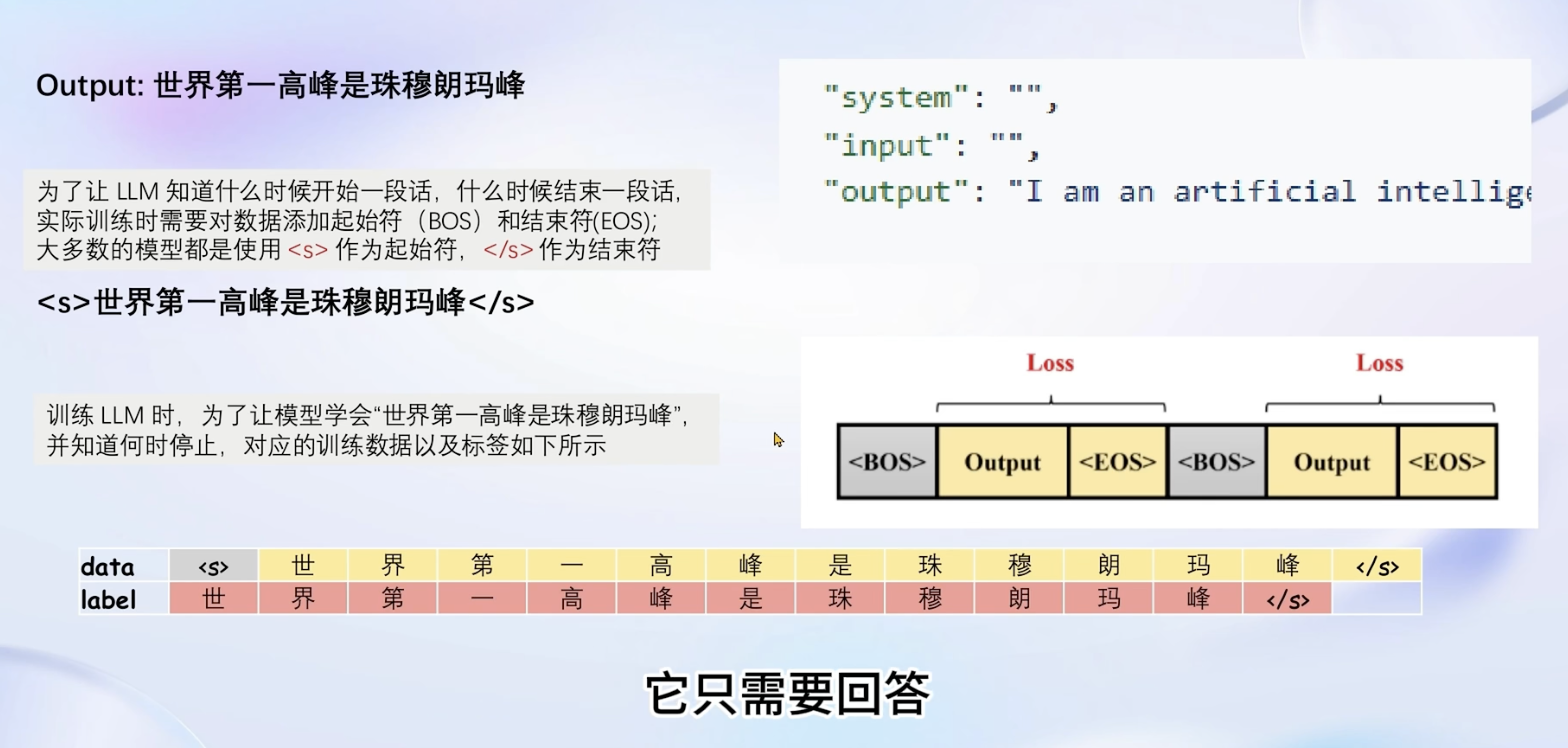 Output: 世界第一高峰是珠穆朗玛峰
"system": "",
"input": "",
"output": "I am an artificial intellige
为了让 LLM 知道什么时候开始一段话，什么时候结束一段话，
实际训练时需要对数据添加起始符（BOS）和结束符(EOS);
大多数的模型都是使用 <s> 作为起始符，</s> 作为结束符
<s>世界第一高峰是珠穆朗玛峰</s>
训练 LLM 时，为了让模型学会“世界第一高峰是珠穆朗玛峰”，
并知道何时停止，对应的训练数据以及标签如下所示
Loss Loss
<BOS> Output <EOS> <BOS> Output <EOS>
data <s> 世 界 第 一 高 峰 是 珠 穆 朗 玛 峰 </s>
label 世 界 第 一 高 峰 是 珠 穆 朗 玛 峰 </s>
它只需要回答